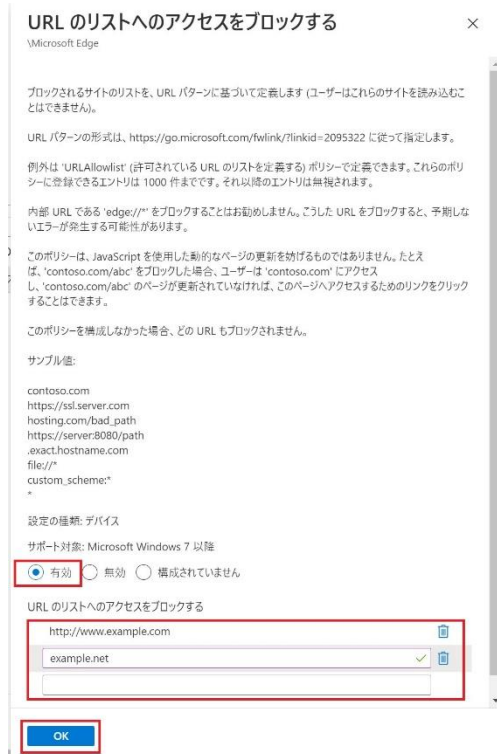 URL のリストへのアクセスをブロックする
\Microsoft Edge
ブロックされるサイトのリストを、URL パターンに基づいて定義します (ユーザーはこれらのサイトを読み込むこ
とはできません)。
URL パターンの形式は、https://go.microsoft.com/fwlink/?linkid=2095322 に従って指定します。
例外は 'URLAllowlist' (許可されている URL のリストを定義する) ポリシーで定義できます。これらのポリ
シーに登録できるエントリは 1000 件までです。それ以降のエントリは無視されます。
内部 URL である 'edge://*' をブロックすることはお勧めしません。こうした URL をブロックすると、予期しな
いエラーが発生する可能性があります。
このポリシーは、JavaScript を使用した動的なページの更新を妨げるものではありません。たとえ
ば、'contoso.com/abc' をブロックした場合、ユーザーは 'contoso.com' にアクセス
し、'contoso.com/abc' のページが更新されていなければ、このページへアクセスするためのリンクをクリック
することはできます。
このポリシーを構成しなかった場合、どの URL もブロックされません。
サンプル値:
contoso.com
https://ssl.server.com
hosting.com/bad_path
https://server:8080/path
.exact.hostname.com
file://*
custom_scheme:*
*
設定の種類: デバイス
サポート対象: Microsoft Windows 7 以降
有効 無効 構成されていません
URL のリストへのアクセスをブロックする
http://www.example.com
example.net
OK